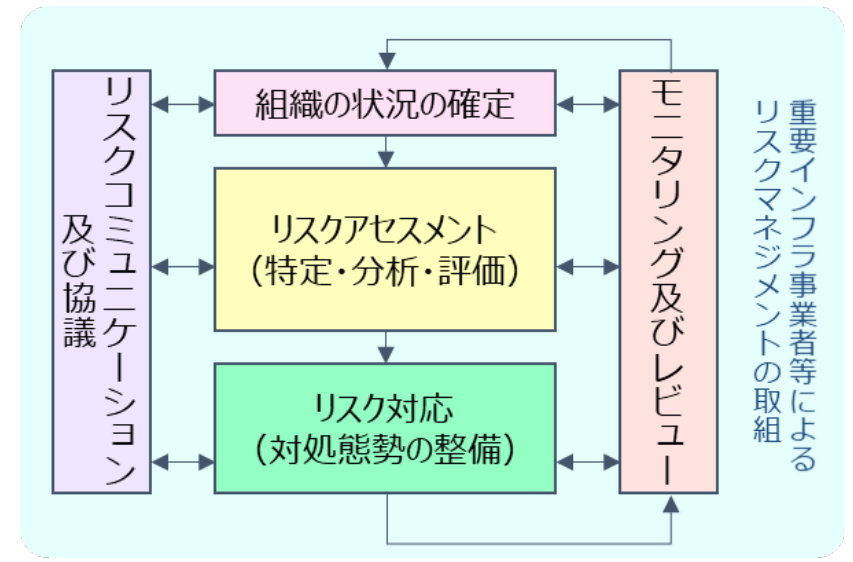 組織の状況の確定
リスクアセスメント
（特定・分析・評価）
リスク対応
（対処態勢の整備）
リスクコミュニケーション
及び協議
モニタリング及びレビュー
重要インフラ事業者等による
リスクマネジメントの取組